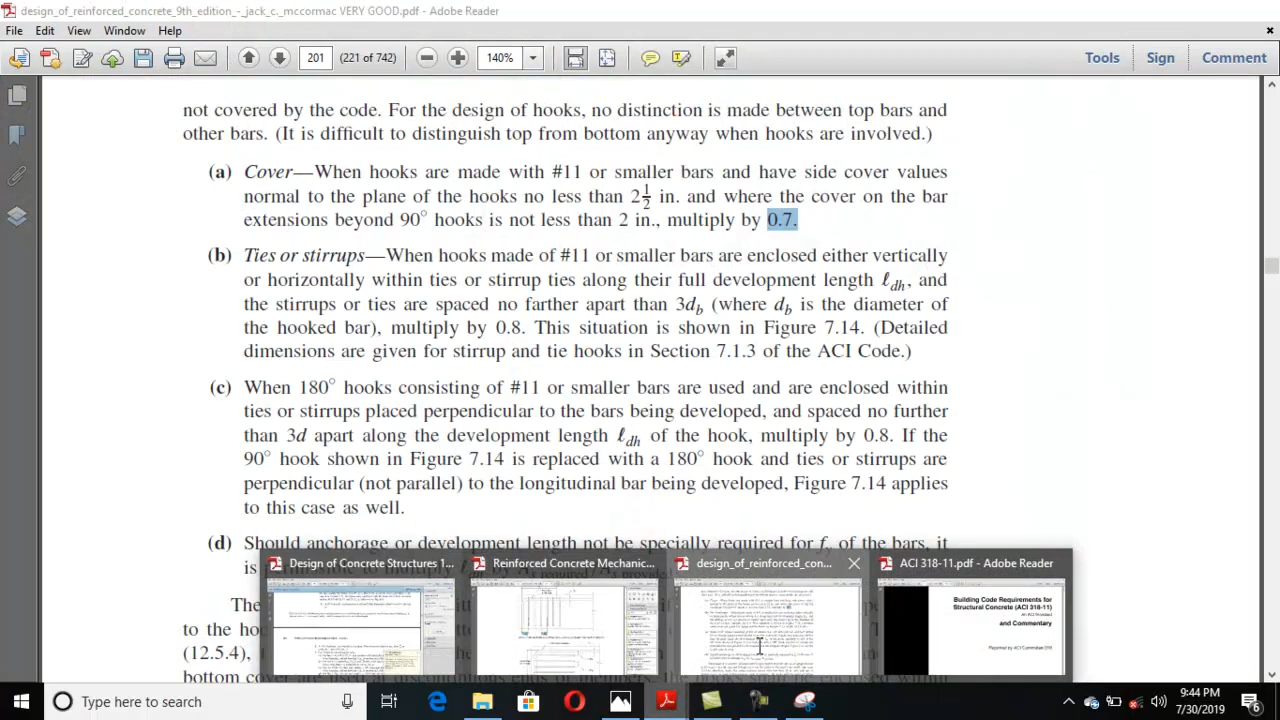 design_of_reinforced_concrete_9th_edition_-_jack_c._mccormac VERY GOOD.pdf - Adobe Reader
File Edit View Window Help
201 (221 of 742) 140% Tools Sign Comment
not covered by the code. For the design of hooks, no distinction is made between top bars and
other bars. (It is difficult to distinguish top from bottom anyway when hooks are involved.)
(a) Cover—When hooks are made with #11 or smaller bars and have side cover values
normal to the plane of the hooks no less than 2½ in. and where the cover on the bar
extensions beyond 90° hooks is not less than 2 in., multiply by 0.7.
(b) Ties or stirrups—When hooks made of #11 or smaller bars are enclosed either vertically
or horizontally within ties or stirrup ties along their full development length ℓdh, and
the stirrups or ties are spaced no farther apart than 3db (where db is the diameter of
the hooked bar), multiply by 0.8. This situation is shown in Figure 7.14. (Detailed
dimensions are given for stirrup and tie hooks in Section 7.1.3 of the ACI Code.)
(c) When 180° hooks consisting of #11 or smaller bars are used and are enclosed within
ties or stirrups placed perpendicular to the bars being developed, and spaced no further
than 3d apart along the development length ℓdh of the hook, multiply by 0.8. If the
90° hook shown in Figure 7.14 is replaced with a 180° hook and ties or stirrups are
perpendicular (not parallel) to the longitudinal bar being developed, Figure 7.14 applies
to this case as well.
(d) Should anchorage or development length not be specially required for fy of the bars, it
is
The
to the ho
(12.5.4),
bottom
Design of Concrete Structures 1... Reinforced Concrete Mechanic... design_of_reinforced_con... ACI 318-11.pdf - Adobe Reader
Building Code Requirements for
Structural Concrete (ACI 318-11)
and Commentary
Type here to search
9:44 PM
7/30/2019
6